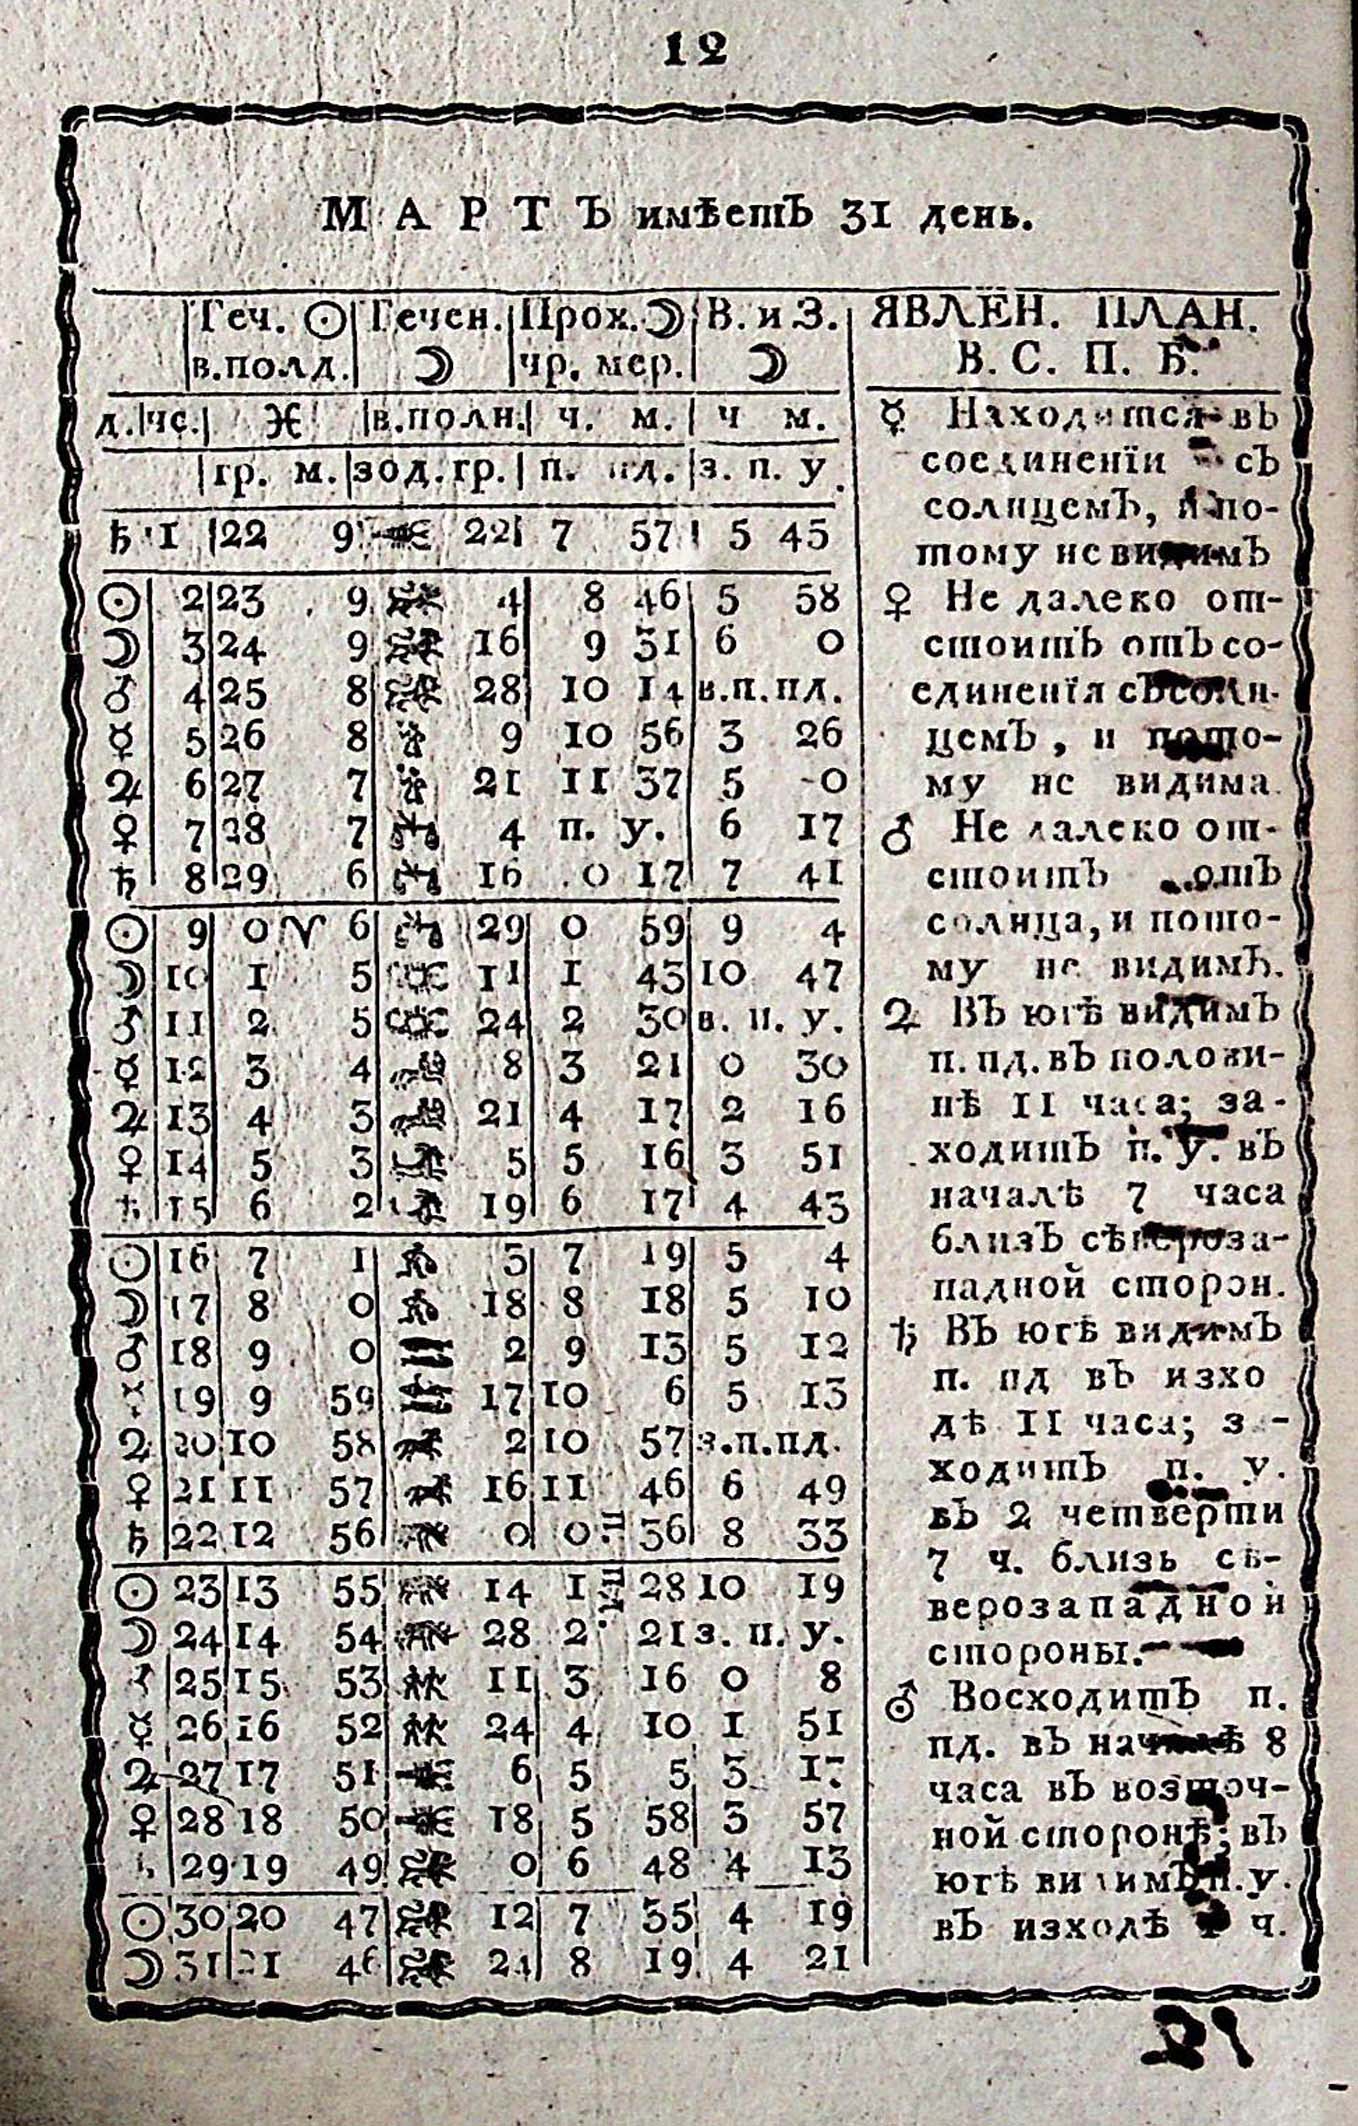 12
МАРТЪ имѣетъ 31 день.
Теч. ☉ Течен. Прох. ☽ В. и З. ЯВЛЕН. ПЛАН.
в.полд. ☽ чр. мер. ☽ В. С. П. Б.
д. чс. ♓ в.полн. ч. м. ч м.
гр. м. зод. гр. п. пд. з. п. у.
♄ 1 22 9 ♋ 22 7 57 5 45
☉ 2 23 9 ♌ 4 8 46 5 58
☽ 3 24 9 ♌ 16 9 31 6 0
♂ 4 25 8 ♌ 28 10 14 в.п.пд.
☿ 5 26 8 ♍ 9 10 56 3 26
♃ 6 27 7 ♍ 21 11 37 5 0
♀ 7 28 7 ♎ 4 п. у. 6 17
♄ 8 29 6 ♎ 16 0 17 7 41
☉ 9 0 ♈ 6 ♎ 29 0 59 9 4
☽ 10 1 5 ♏ 11 1 43 10 47
♂ 11 2 5 ♏ 24 2 30 в. п. у.
☿ 12 3 4 ♐ 8 3 21 0 30
♃ 13 4 3 ♐ 21 4 17 2 16
♀ 14 5 3 ♑ 5 5 16 3 51
♄ 15 6 2 ♑ 19 6 17 4 43
☉ 16 7 1 ♒ 3 7 19 5 4
☽ 17 8 0 ♒ 18 8 18 5 10
♂ 18 9 0 ♓ 2 9 13 5 12
☿ 19 9 59 ♓ 17 10 6 5 13
♃ 20 10 58 ♈ 2 10 57 з.п.пд.
♀ 21 11 57 ♈ 16 11 46 6 49
♄ 22 12 56 ♉ 0 0 п. 36 8 33
☉ 23 13 55 ♉ 14 1 пд. 28 10 19
☽ 24 14 54 ♉ 28 2 21 з. п. у.
♂ 25 15 53 ♊ 11 3 16 0 8
☿ 26 16 52 ♊ 24 4 10 1 51
♃ 27 17 51 ♋ 6 5 5 3 17
♀ 28 18 50 ♋ 18 5 58 3 57
♄ 29 19 49 ♌ 0 6 48 4 13
☉ 30 20 47 ♌ 12 7 35 4 19
☽ 31 21 46 ♌ 24 8 19 4 21
☿ Находится въ
соединенїи съ
солнцемъ, и по-
тому не видимъ
♀ Не далеко от-
стоитъ отъ со-
единенїя съ солн-
цемъ, и пото-
му не видима.
♂ Не далеко от-
стоитъ отъ
солнца, и пото-
му не видимъ.
♃ Въ югѣ видимъ
п. пд. въ полови-
нѣ 11 часа; за-
ходитъ п. у. въ
началѣ 7 часа
близъ сѣвероза-
падной сторон.
♄ Въ югѣ видимъ
п. пд въ изхо
дѣ 11 часа; за-
ходитъ п. у.
въ 2 четверти
7 ч. близь сѣ-
верозападной
стороны.
♂ Восходитъ п.
пд. въ началѣ 8
часа въ возточ-
ной сторонѣ; въ
югѣ видимъ п. у.
въ изходѣ ч.